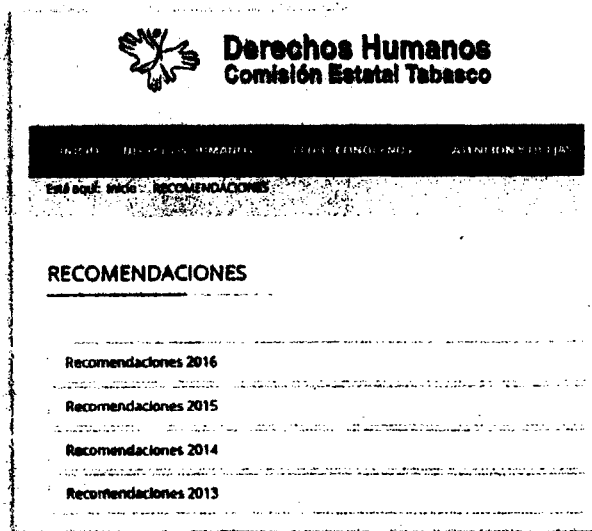 Derechos Humanos
Comisión Estatal Tabasco
INICIO
Está aquí: Inicio RECOMENDACIONES
RECOMENDACIONES
Recomendaciones 2016
Recomendaciones 2015
Recomendaciones 2014
Recomendaciones 2013